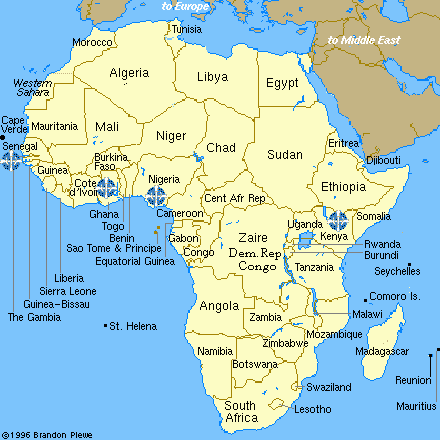 to Europe
to Middle East
Tunisia
Morocco
Algeria
Libya
Egypt
Western
Sahara
Cape
Verde
Mauritania
Mali
Niger
Chad
Sudan
Eritrea
Djibouti
Senegal
Guinea
Burkina
Faso
Cote
d'Ivoire
Nigeria
Ethiopia
Cent Afr Rep
Somalia
Ghana
Togo
Benin
Cameroon
Uganda
Kenya
Sao Tome & Principe
Equatorial Guinea
Gabon
Congo
Zaire
Dem. Rep
Congo
Rwanda
Burundi
Tanzania
Seychelles
Liberia
Sierra Leone
Guinea-Bissau
The Gambia
St. Helena
Angola
Zambia
Comoro Is.
Malawi
Mozambique
Zimbabwe
Madagascar
Namibia
Botswana
Reunion
Mauritius
Swaziland
Lesotho
South
Africa
©1996 Brandon Plewe